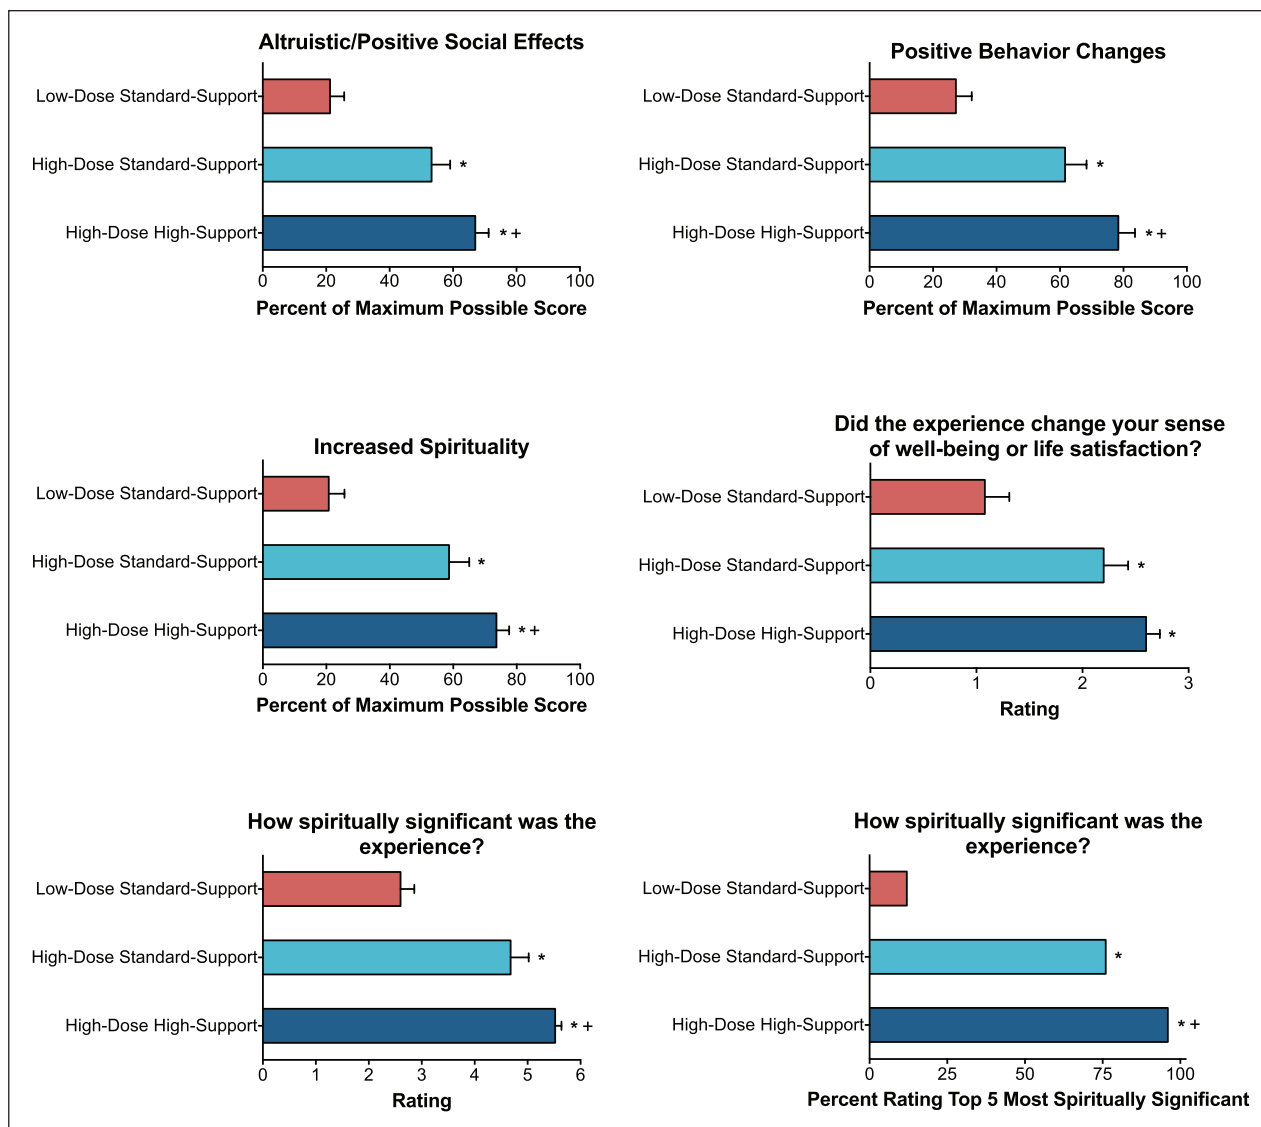 Altruistic/Positive Social Effects
Low-Dose Standard-Support
High-Dose Standard-Support
*
High-Dose High-Support
* +
0 20 40 60 80 100
Percent of Maximum Possible Score
Positive Behavior Changes
Low-Dose Standard-Support
High-Dose Standard-Support
*
High-Dose High-Support
* +
0 20 40 60 80 100
Percent of Maximum Possible Score
Increased Spirituality
Low-Dose Standard-Support
High-Dose Standard-Support
*
High-Dose High-Support
* +
0 20 40 60 80 100
Percent of Maximum Possible Score
Did the experience change your sense
of well-being or life satisfaction?
Low-Dose Standard-Support
High-Dose Standard-Support
*
High-Dose High-Support
*
0 1 2 3
Rating
How spiritually significant was the
experience?
Low-Dose Standard-Support
High-Dose Standard-Support
*
High-Dose High-Support
* +
0 1 2 3 4 5 6
Rating
How spiritually significant was the
experience?
Low-Dose Standard-Support
High-Dose Standard-Support
*
High-Dose High-Support
* +
0 25 50 75 100
Percent Rating Top 5 Most Spiritually Significant